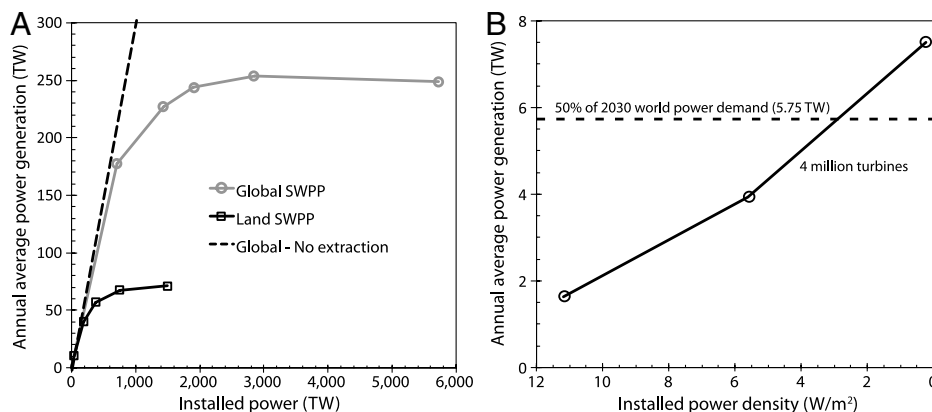 A
Annual average power generation (TW)
300
250
200
150
100
50
0
0
1,000
2,000
3,000
4,000
5,000
6,000
Installed power (TW)
Global SWPP
Land SWPP
Global - No extraction
B
Annual average power generation (TW)
8
6
4
2
0
12
10
8
6
4
2
0
Installed power density (W/m²)
50% of 2030 world power demand (5.75 TW)
4 million turbines